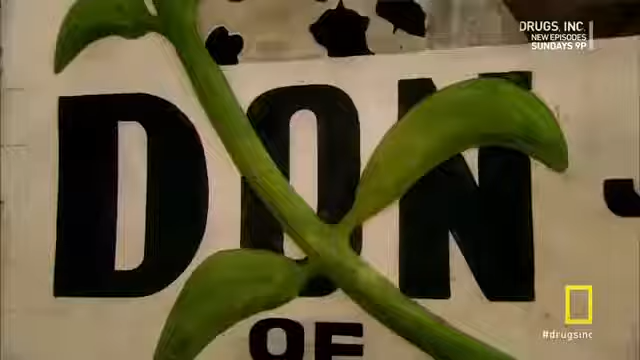 DRUGS, INC.
NEW EPISODES
SUNDAYS 9P
DON
OF
#drugsinc